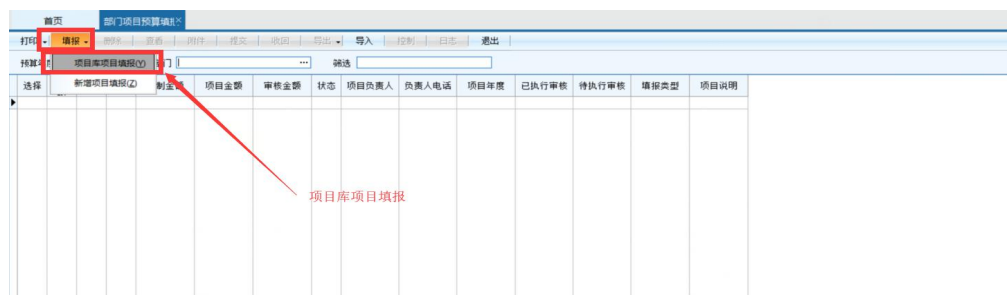 首页 部门项目预算填报×
打印 填报 删除 查看 附件 提交 收回 导出 导入 控制 日志 退出
预算年 项目库项目填报(Y) 部门 ... 筛选
新增项目填报(Z)
选择 制金额 项目金额 审核金额 状态 项目负责人 负责人电话 项目年度 已执行审核 待执行审核 填报类型 项目说明
项目库项目填报